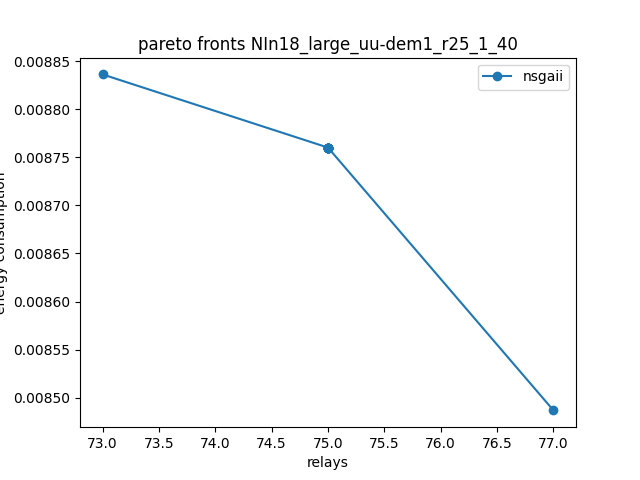 pareto fronts NIn18_large_uu-dem1_r25_1_40
nsgaii
0.00885
0.00880
0.00875
0.00870
0.00865
0.00860
0.00855
0.00850
energy consumption
73.0 73.5 74.0 74.5 75.0 75.5 76.0 76.5 77.0
relays